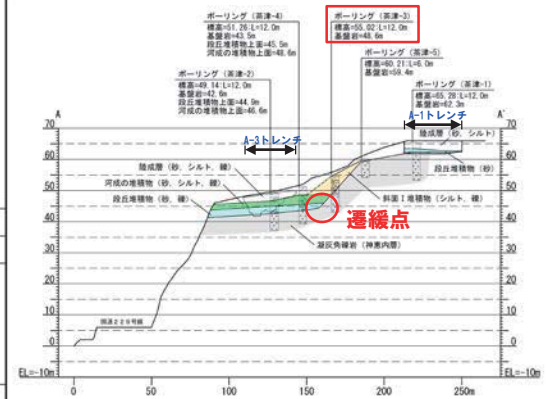 ボーリング（茶津-4）
標高=51.26:L=12.0m
基盤岩=43.5m
段丘堆積物上面=45.5m
河成の堆積物上面=48.6m
ボーリング（茶津-3）
標高=55.02:L=12.0m
基盤岩=48.6m
ボーリング（茶津-5）
標高=60.21:L=6.0m
基盤岩=59.4m
ボーリング（茶津-2）
標高=49.14:L=12.0m
基盤岩=42.6m
段丘堆積物上面=44.9m
河成の堆積物上面=46.6m
ボーリング（茶津-1）
標高=65.28:L=12.0m
基盤岩=62.3m
A
A'
A-3トレンチ
A-1トレンチ
陸成層（砂、シルト）
段丘堆積物（砂）
陸成層（砂、シルト、礫）
河成の堆積物（砂、シルト、礫）
段丘堆積物（砂、礫）
斜面Ⅰ堆積物（シルト、礫）
遷緩点
凝灰角礫岩（神恵内層）
国道229号線
70
60
50
40
30
20
10
0
EL=-10m
70
60
50
40
30
20
10
0
EL=-10m
0
50
100
150
200
250m